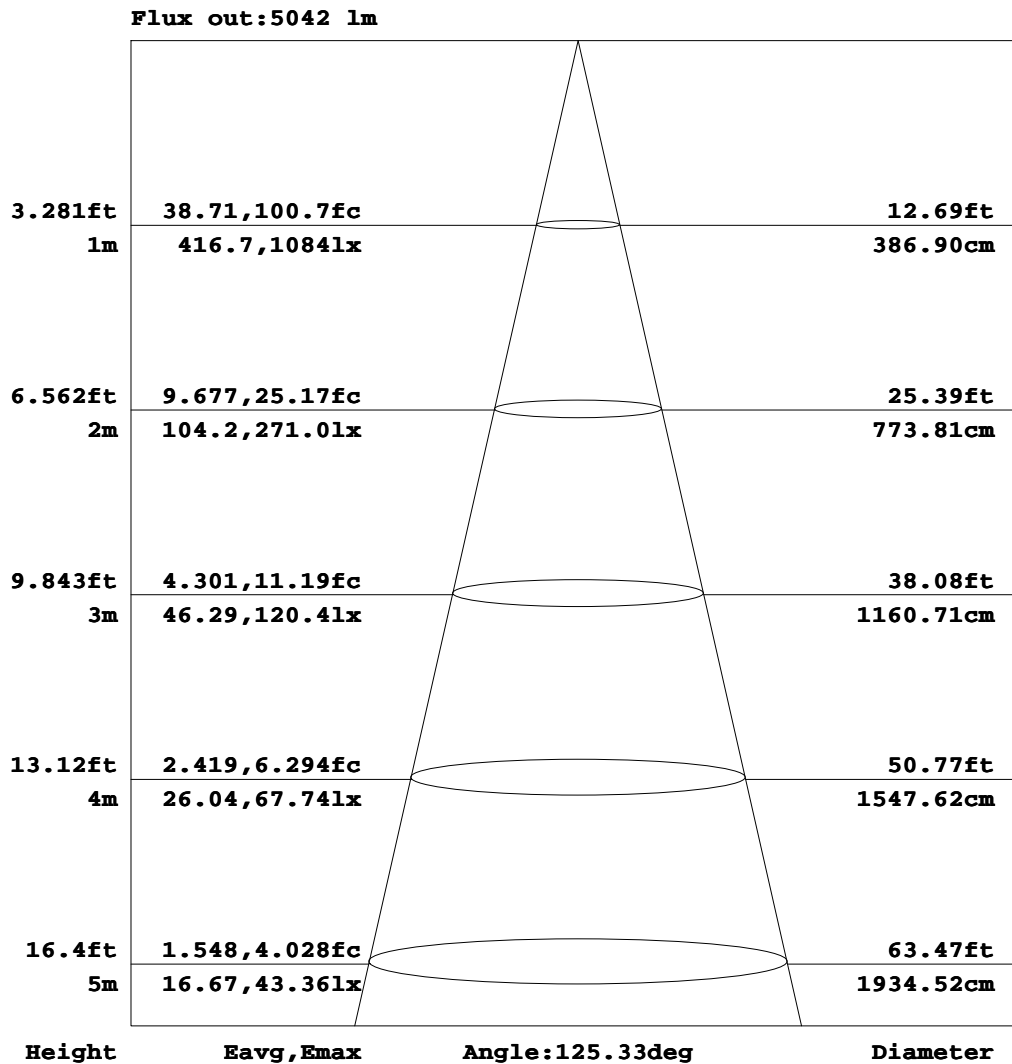 Flux out:5042 lm
3.281ft 38.71,100.7fc 12.69ft
1m 416.7,1084lx 386.90cm
6.562ft 9.677,25.17fc 25.39ft
2m 104.2,271.0lx 773.81cm
9.843ft 4.301,11.19fc 38.08ft
3m 46.29,120.4lx 1160.71cm
13.12ft 2.419,6.294fc 50.77ft
4m 26.04,67.74lx 1547.62cm
16.4ft 1.548,4.028fc 63.47ft
5m 16.67,43.36lx 1934.52cm
Height Eavg,Emax Angle:125.33deg Diameter